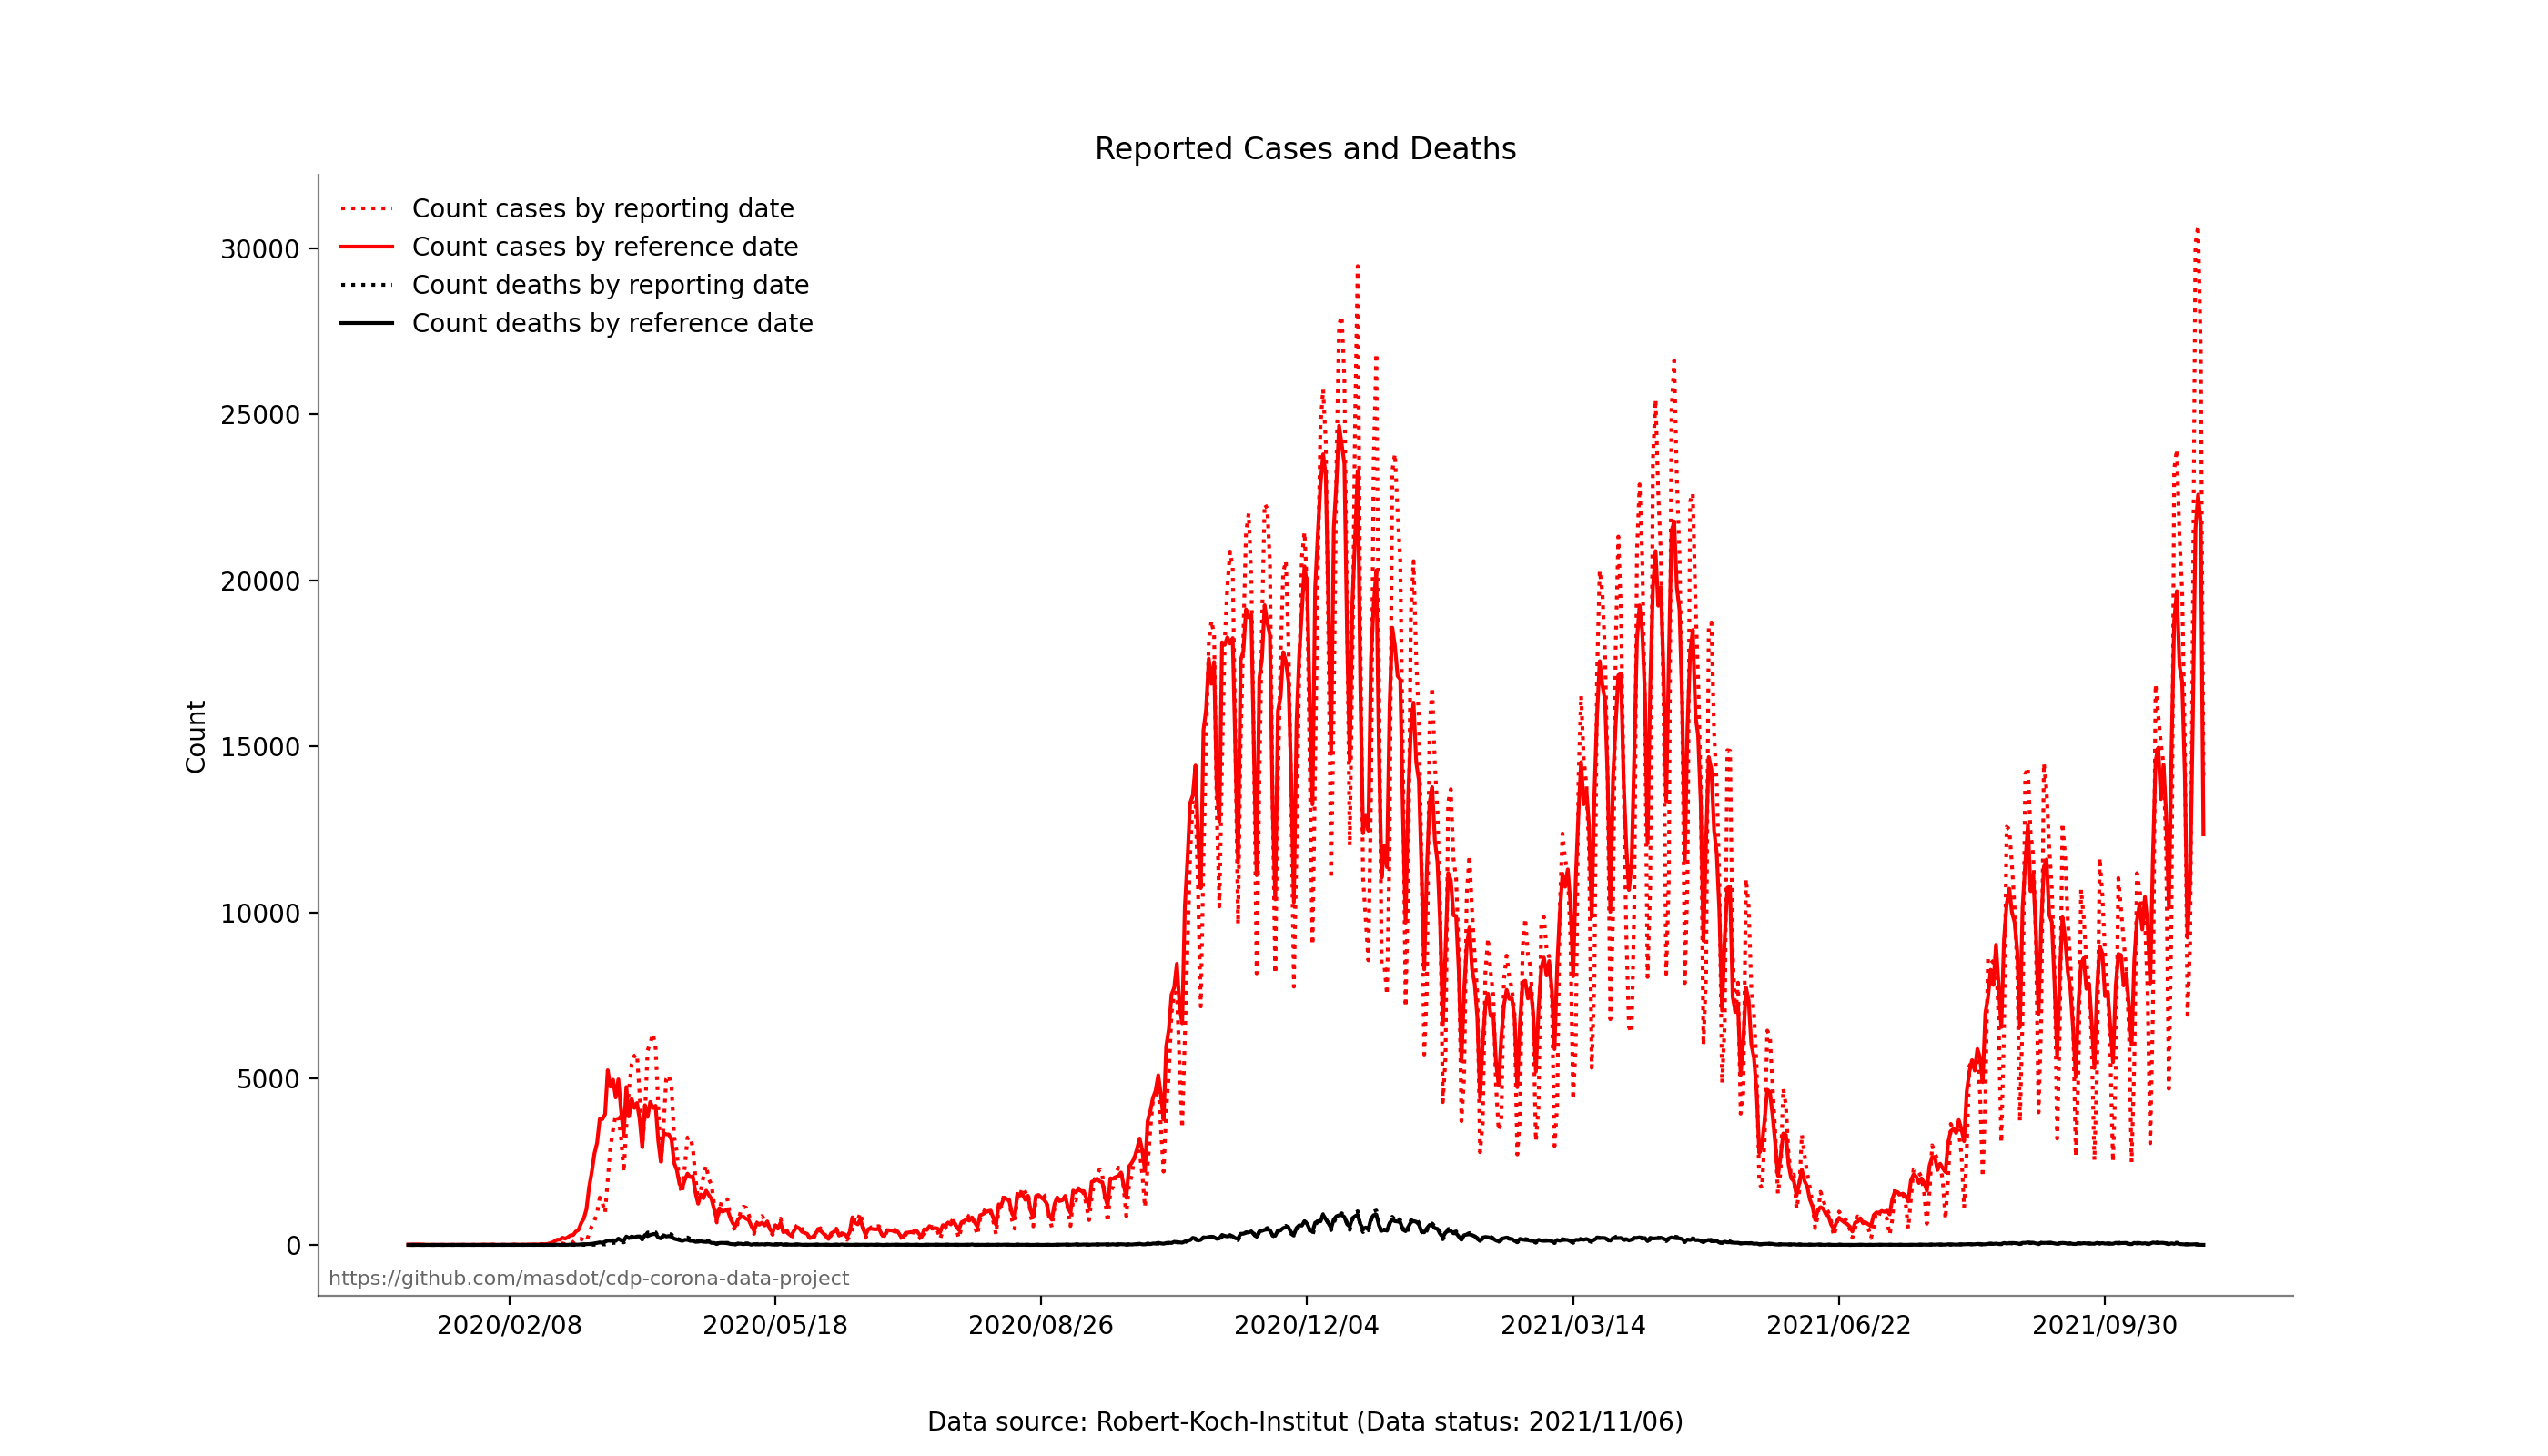 Reported Cases and Deaths
Count cases by reporting date
Count cases by reference date
Count deaths by reporting date
Count deaths by reference date
30000
25000
20000
15000
10000
5000
0
Count
https://github.com/masdot/cdp-corona-data-project
2020/02/08 2020/05/18 2020/08/26 2020/12/04 2021/03/14 2021/06/22 2021/09/30
Data source: Robert-Koch-Institut (Data status: 2021/11/06)